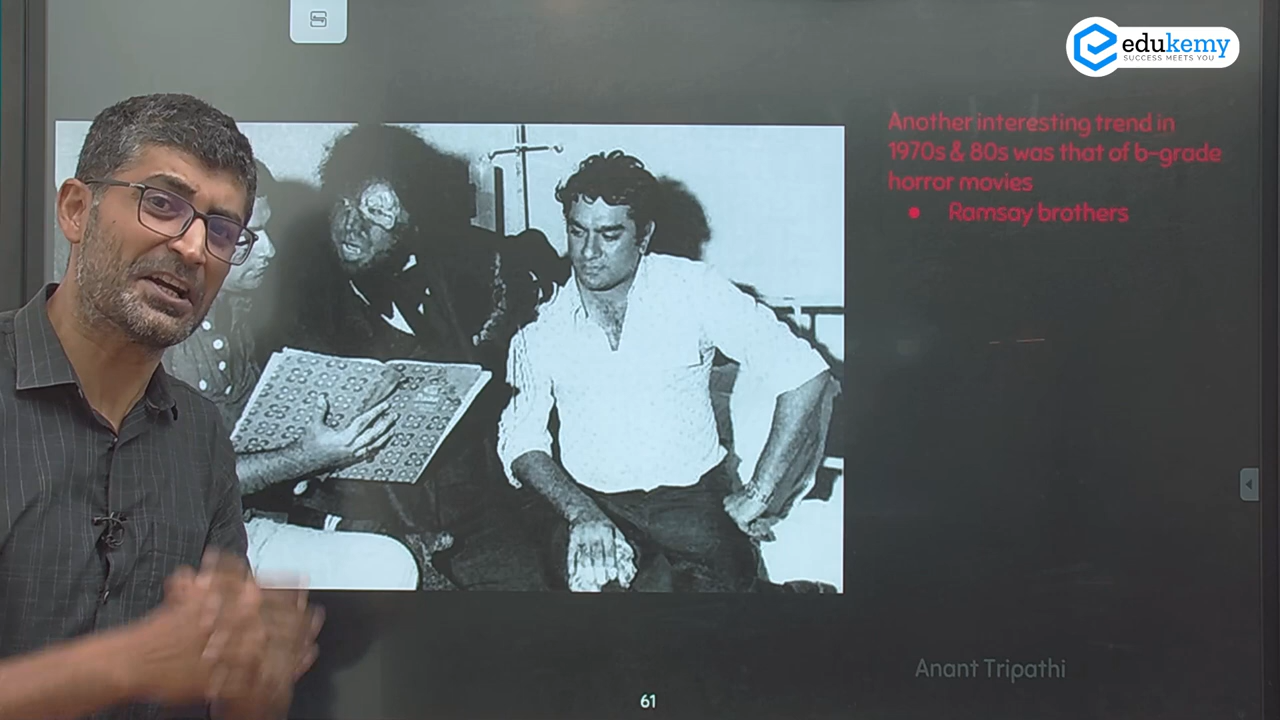 edukemy
SUCCESS MEETS YOU
Another interesting trend in
1970s & 80s was that of b-grade
horror movies
Ramsay brothers
Anant Tripathi
61